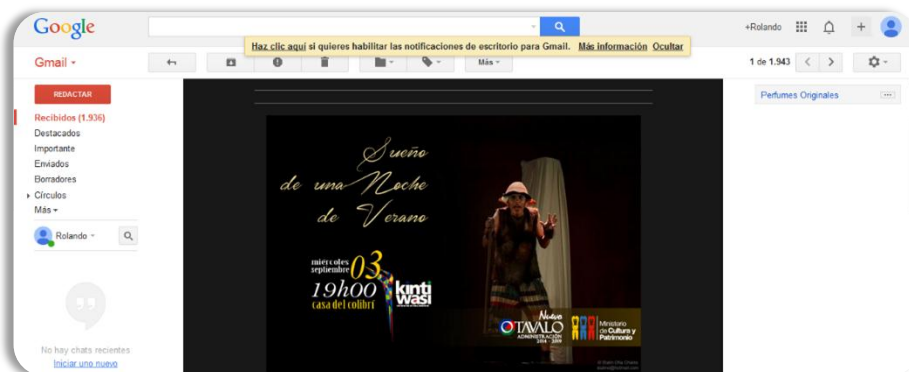 Google
+Rolando
Haz clic aquí si quieres habilitar las notificaciones de escritorio para Gmail. Más información Ocultar
Gmail
Más
1 de 1.943
REDACTAR
Perfumes Originales
Recibidos (1.936)
Destacados
Importante
Enviados
Borradores
Círculos
Más
Rolando
No hay chats recientes
Iniciar uno nuevo
Sueño
de una Noche
de Verano
miércoles
septiembre 03
19h00
casa del colibrí
kinti
wasi
Nuevo
OTAVALO
ADMINISTRACIÓN
2014 - 2019
Ministerio
de Cultura y
Patrimonio